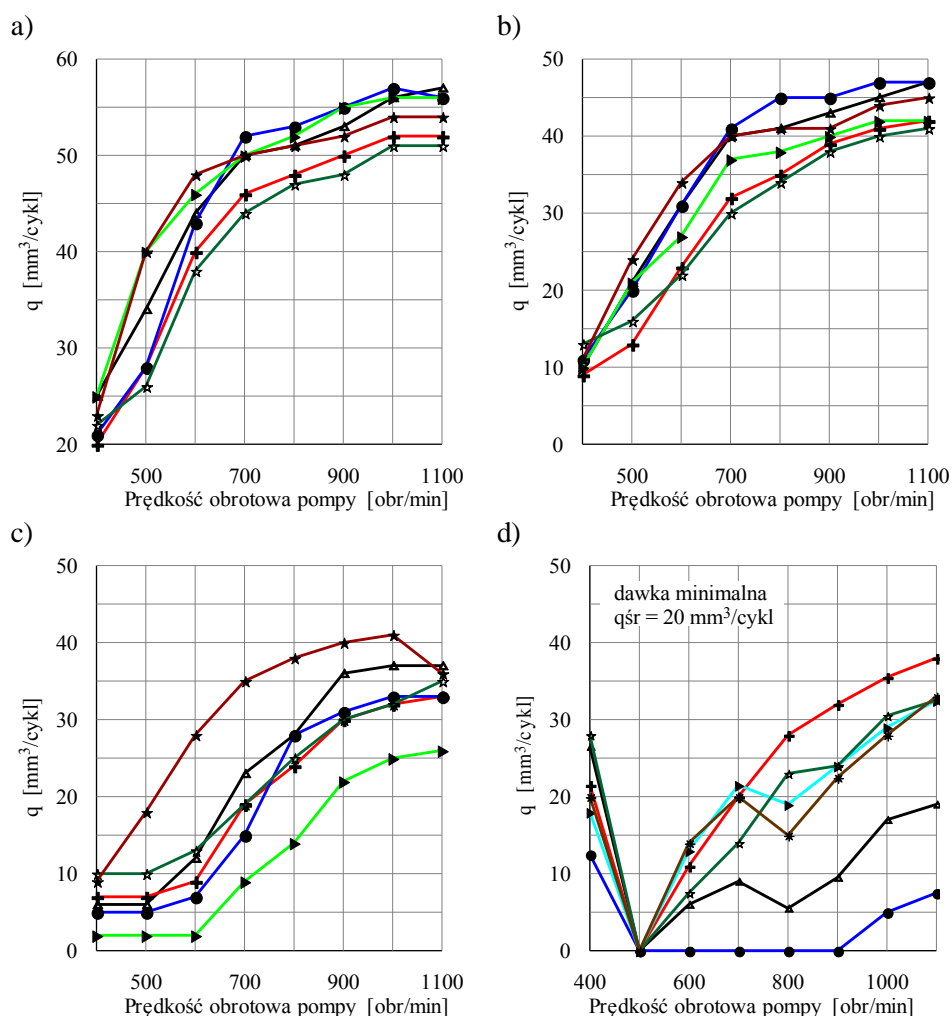 a)
60
50
40
30
20
q [mm³/cykl]
500 700 900 1100
Prędkość obrotowa pompy [obr/min]
b)
50
40
30
20
10
0
q [mm³/cykl]
500 700 900 1100
Prędkość obrotowa pompy [obr/min]
c)
50
40
30
20
10
0
q [mm³/cykl]
500 700 900 1100
Prędkość obrotowa pompy [obr/min]
d)
dawka minimalna
qśr = 20 mm³/cykl
50
40
30
20
10
0
q [mm³/cykl]
400 600 800 1000
Prędkość obrotowa pompy [obr/min]